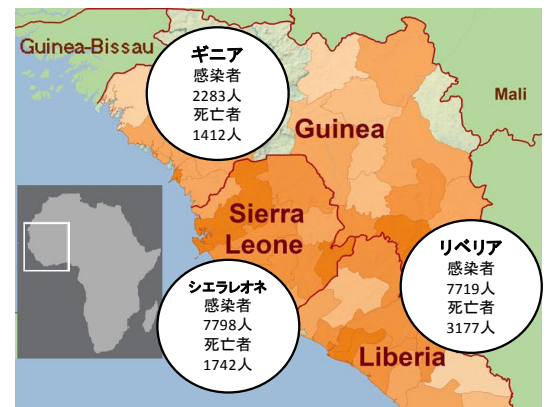 Guinea-Bissau
ギニア
感染者
2283人
死亡者
1412人
Mali
Guinea
Sierra
Leone
リベリア
感染者
7719人
死亡者
3177人
シエラレオネ
感染者
7798人
死亡者
1742人
Liberia